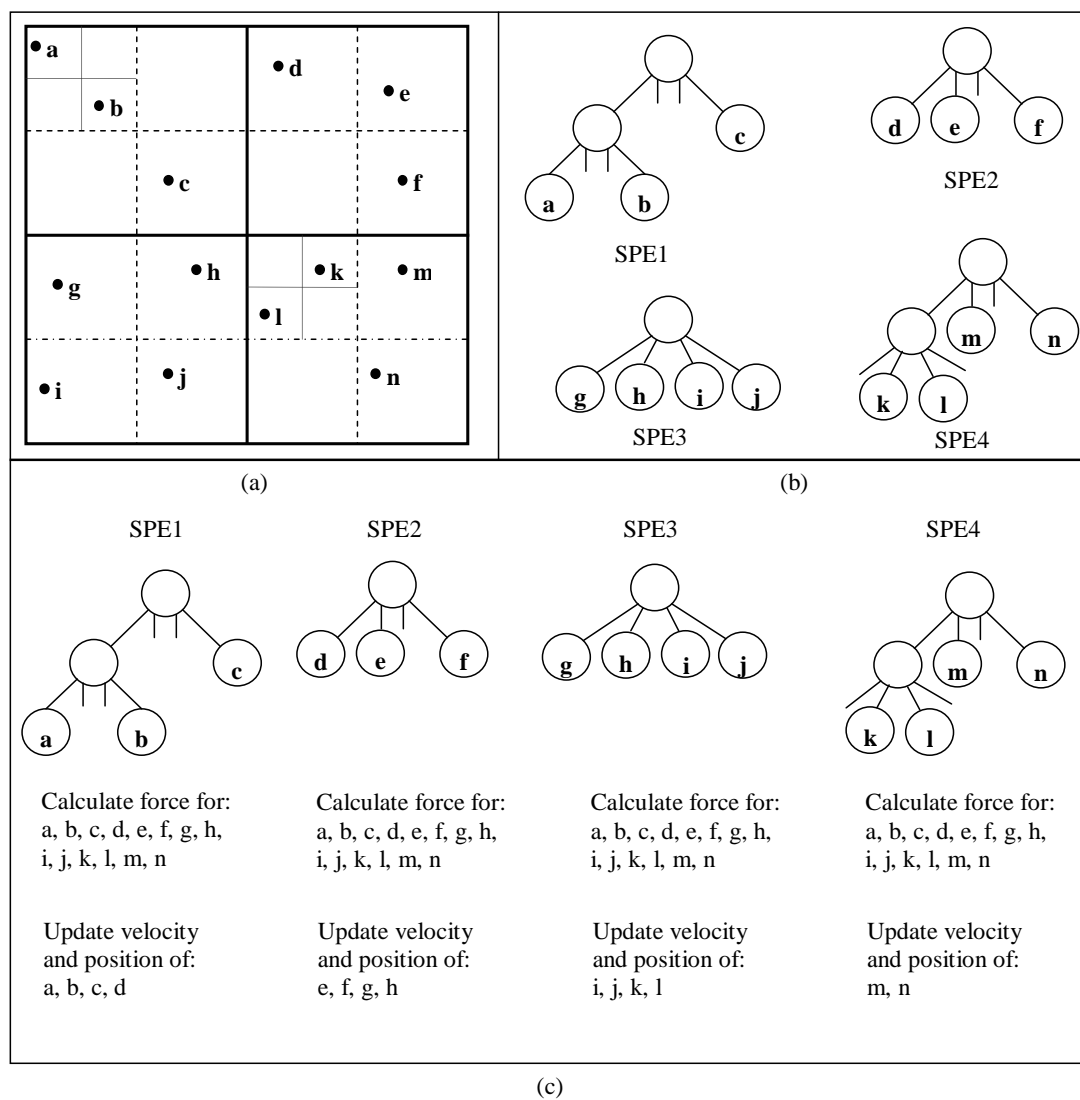 a
b
c
d
e
f
g
h
i
j
k
l
m
n
(a)
c
a
b
SPE1
d
e
f
SPE2
g
h
i
j
SPE3
m
n
k
l
SPE4
(b)
SPE1
SPE2
SPE3
SPE4
c
a
b
d
e
f
g
h
i
j
m
n
k
l
Calculate force for:
a, b, c, d, e, f, g, h,
i, j, k, l, m, n
Update velocity
and position of:
a, b, c, d
Calculate force for:
a, b, c, d, e, f, g, h,
i, j, k, l, m, n
Update velocity
and position of:
e, f, g, h
Calculate force for:
a, b, c, d, e, f, g, h,
i, j, k, l, m, n
Update velocity
and position of:
i, j, k, l
Calculate force for:
a, b, c, d, e, f, g, h,
i, j, k, l, m, n
Update velocity
and position of:
m, n
(c)